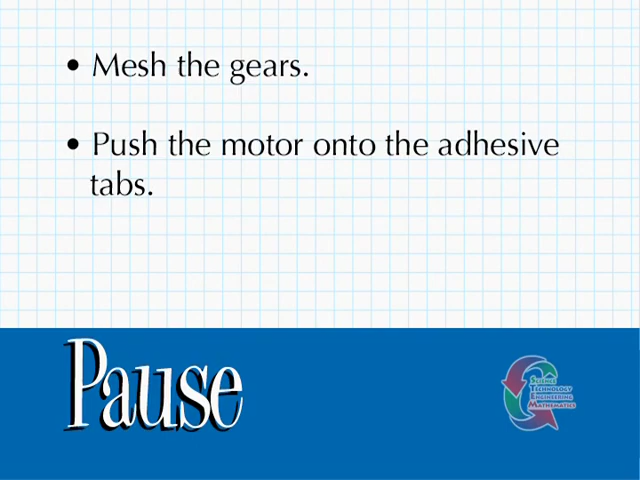 • Mesh the gears.
• Push the motor onto the adhesive
tabs.
Pause
Science
Technology
Engineering
Mathematics